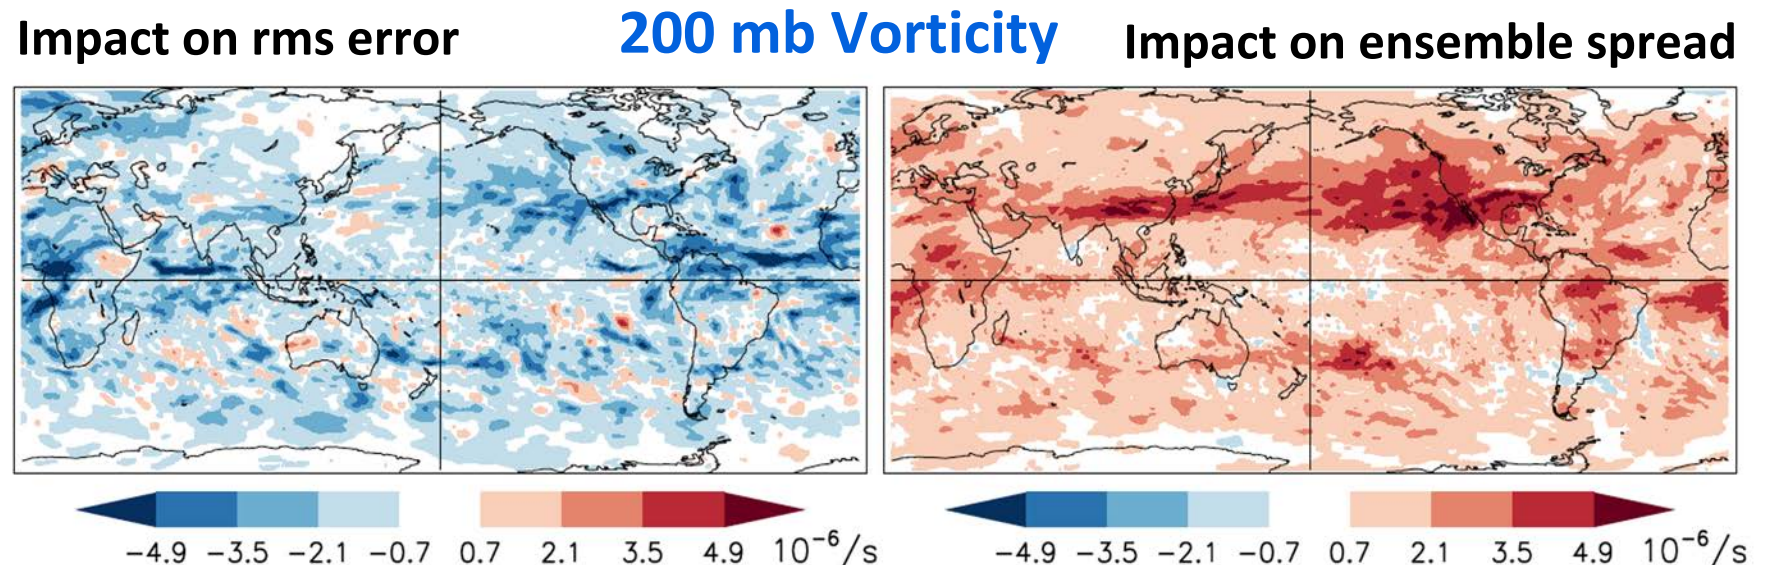 Impact on rms error
200 mb Vorticity
Impact on ensemble spread
−4.9 −3.5 −2.1 −0.7 0.7 2.1 3.5 4.9 10⁻⁶/s
−4.9 −3.5 −2.1 −0.7 0.7 2.1 3.5 4.9 10⁻⁶/s